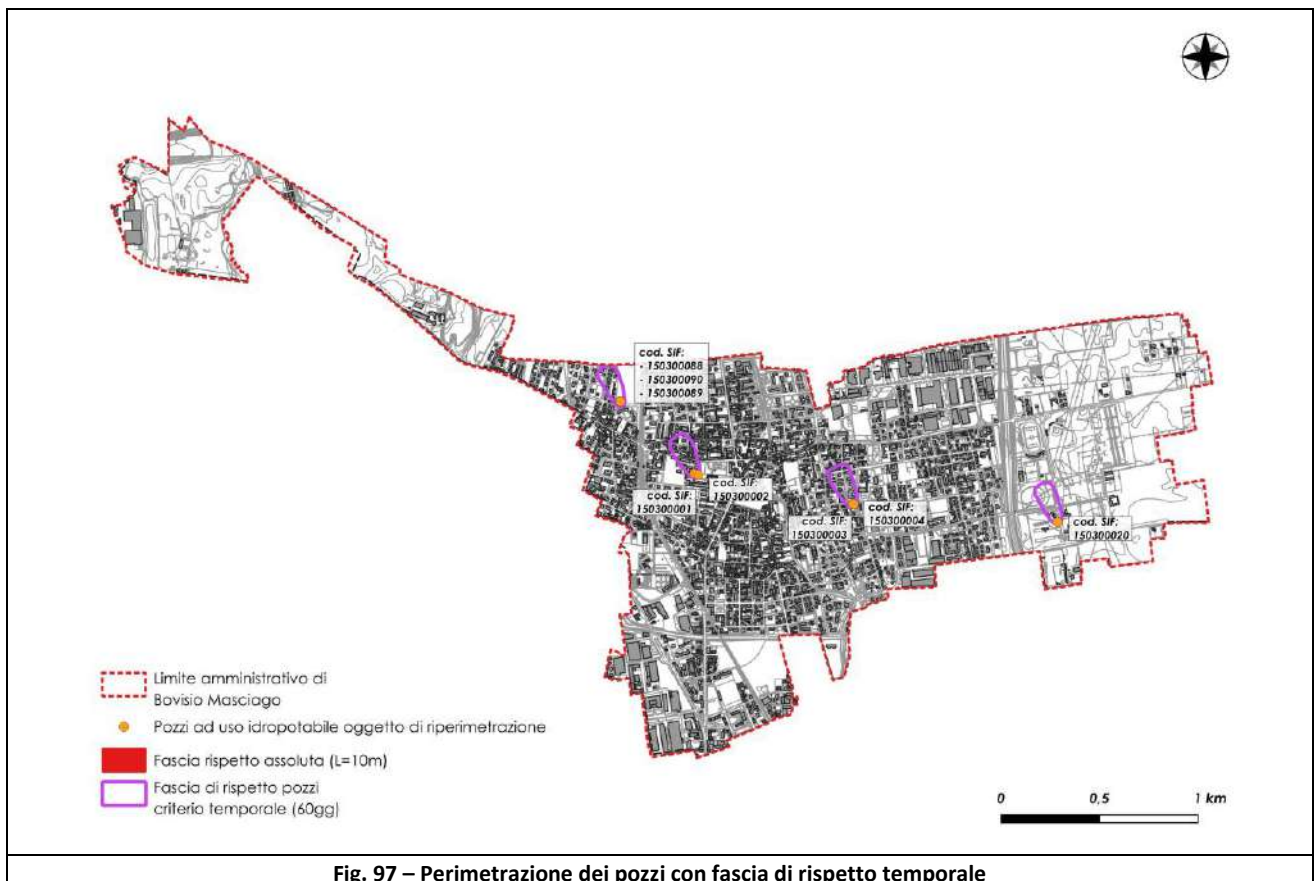 cod. SIF:
- 150300088
- 150300090
- 150300089
cod. SIF:
150300002
cod. SIF:
150300001
cod. SIF:
150300004
cod. SIF:
150300003
cod. SIF:
150300020
Limite amministrativo di
Bovisio Masciago
Pozzi ad uso idropotabile oggetto di riperimetrazione
Fascia rispetto assoluta (L=10m)
Fascia di rispetto pozzi
criterio temporale (60gg)
0 0,5 1 km
Fig. 97 – Perimetrazione dei pozzi con fascia di rispetto temporale